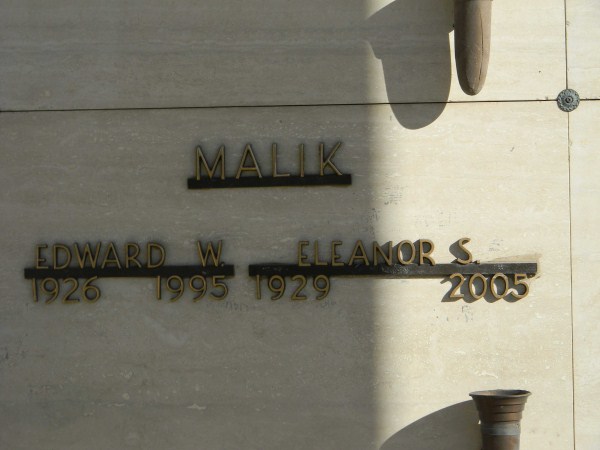 MALIK
EDWARD W. ELEANOR S.
1926 1995 1929 2005